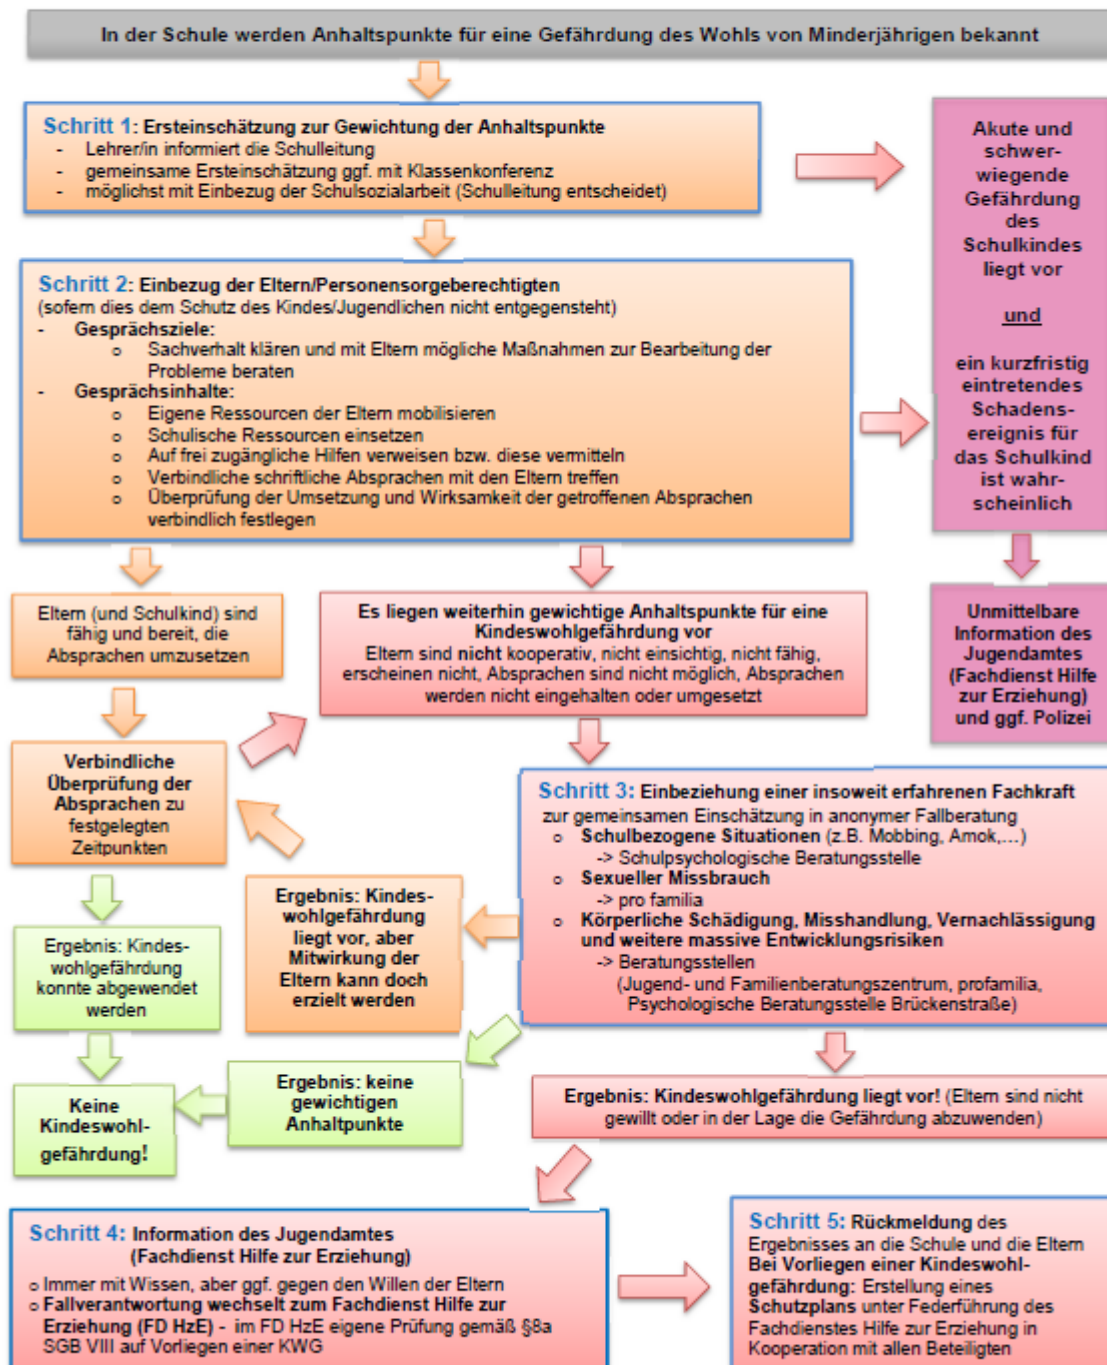 In der Schule werden Anhaltspunkte für eine Gefährdung des Wohls von Minderjährigen bekannt
Schritt 1: Ersteinschätzung zur Gewichtung der Anhaltspunkte
- Lehrer/in informiert die Schulleitung
- gemeinsame Ersteinschätzung ggf. mit Klassenkonferenz
- möglichst mit Einbezug der Schulsozialarbeit (Schulleitung entscheidet)
Akute und
schwer-
wiegende
Gefährdung
des
Schulkindes
liegt vor
und
ein kurzfristig
eintretendes
Schadens-
ereignis für
das Schulkind
ist wahr-
scheinlich
Schritt 2: Einbezug der Eltern/Personensorgeberechtigten
(sofern dies dem Schutz des Kindes/Jugendlichen nicht entgegensteht)
- Gesprächsziele:
o Sachverhalt klären und mit Eltern mögliche Maßnahmen zur Bearbeitung der
Probleme beraten
- Gesprächsinhalte:
o Eigene Ressourcen der Eltern mobilisieren
o Schulische Ressourcen einsetzen
o Auf frei zugängliche Hilfen verweisen bzw. diese vermitteln
o Verbindliche schriftliche Absprachen mit den Eltern treffen
o Überprüfung der Umsetzung und Wirksamkeit der getroffenen Absprachen
verbindlich festlegen
Unmittelbare
Information des
Jugendamtes
(Fachdienst Hilfe
zur Erziehung)
und ggf. Polizei
Eltern (und Schulkind) sind
fähig und bereit, die
Absprachen umzusetzen
Es liegen weiterhin gewichtige Anhaltspunkte für eine
Kindeswohlgefährdung vor
Eltern sind nicht kooperativ, nicht einsichtig, nicht fähig,
erscheinen nicht, Absprachen sind nicht möglich, Absprachen
werden nicht eingehalten oder umgesetzt
Verbindliche
Überprüfung der
Absprachen zu
festgelegten
Zeitpunkten
Schritt 3: Einbeziehung einer insoweit erfahrenen Fachkraft
zur gemeinsamen Einschätzung in anonymer Fallberatung
o Schulbezogene Situationen (z.B. Mobbing, Amok,...)
-> Schulpsychologische Beratungsstelle
o Sexueller Missbrauch
-> pro familia
o Körperliche Schädigung, Misshandlung, Vernachlässigung
und weitere massive Entwicklungsrisiken
-> Beratungsstellen
(Jugend- und Familienberatungszentrum, profamilia,
Psychologische Beratungsstelle Brückenstraße)
Ergebnis: Kindes-
wohlgefährdung
liegt vor, aber
Mitwirkung der
Eltern kann doch
erzielt werden
Ergebnis: Kindes-
wohlgefährdung
konnte abgewendet
werden
Ergebnis: keine
gewichtigen
Anhaltpunkte
Keine
Kindeswohl-
gefährdung!
Ergebnis: Kindeswohlgefährdung liegt vor! (Eltern sind nicht
gewillt oder in der Lage die Gefährdung abzuwenden)
Schritt 4: Information des Jugendamtes
(Fachdienst Hilfe zur Erziehung)
o Immer mit Wissen, aber ggf. gegen den Willen der Eltern
o Fallverantwortung wechselt zum Fachdienst Hilfe zur
Erziehung (FD HzE) - im FD HzE eigene Prüfung gemäß §8a
SGB VIII auf Vorliegen einer KWG
Schritt 5: Rückmeldung des
Ergebnisses an die Schule und die Eltern
Bei Vorliegen einer Kindeswohl-
gefährdung: Erstellung eines
Schutzplans unter Federführung des
Fachdienstes Hilfe zur Erziehung in
Kooperation mit allen Beteiligten